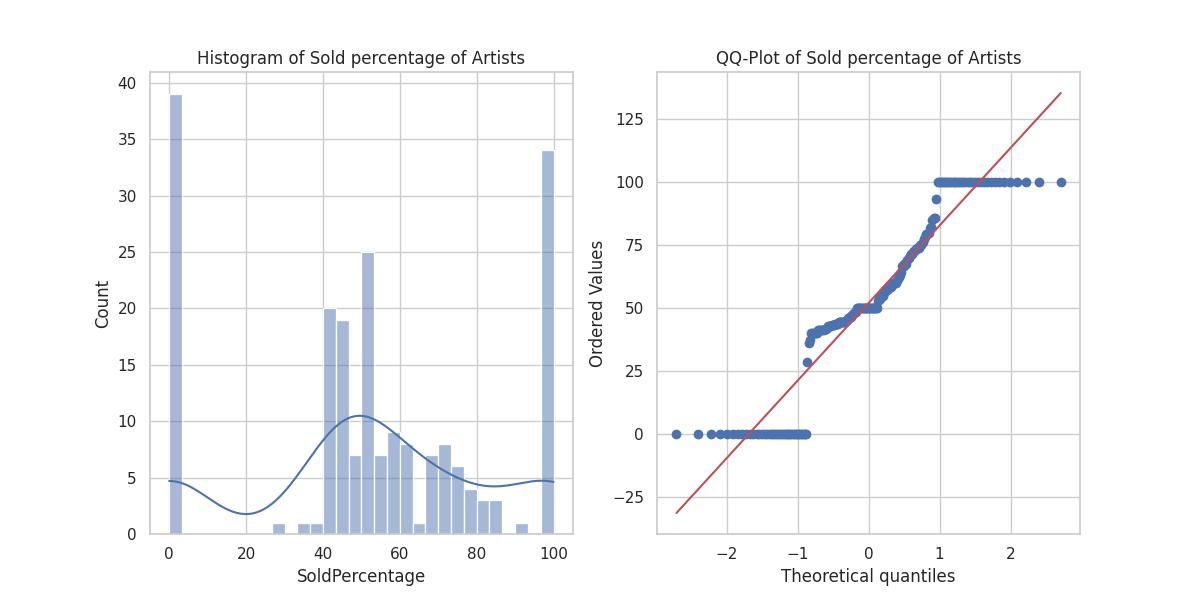 Histogram of Sold percentage of Artists
40
35
30
25
20
15
10
5
0
Count
0 20 40 60 80 100
SoldPercentage
QQ-Plot of Sold percentage of Artists
125
100
75
50
25
0
−25
Ordered Values
−2 −1 0 1 2
Theoretical quantiles